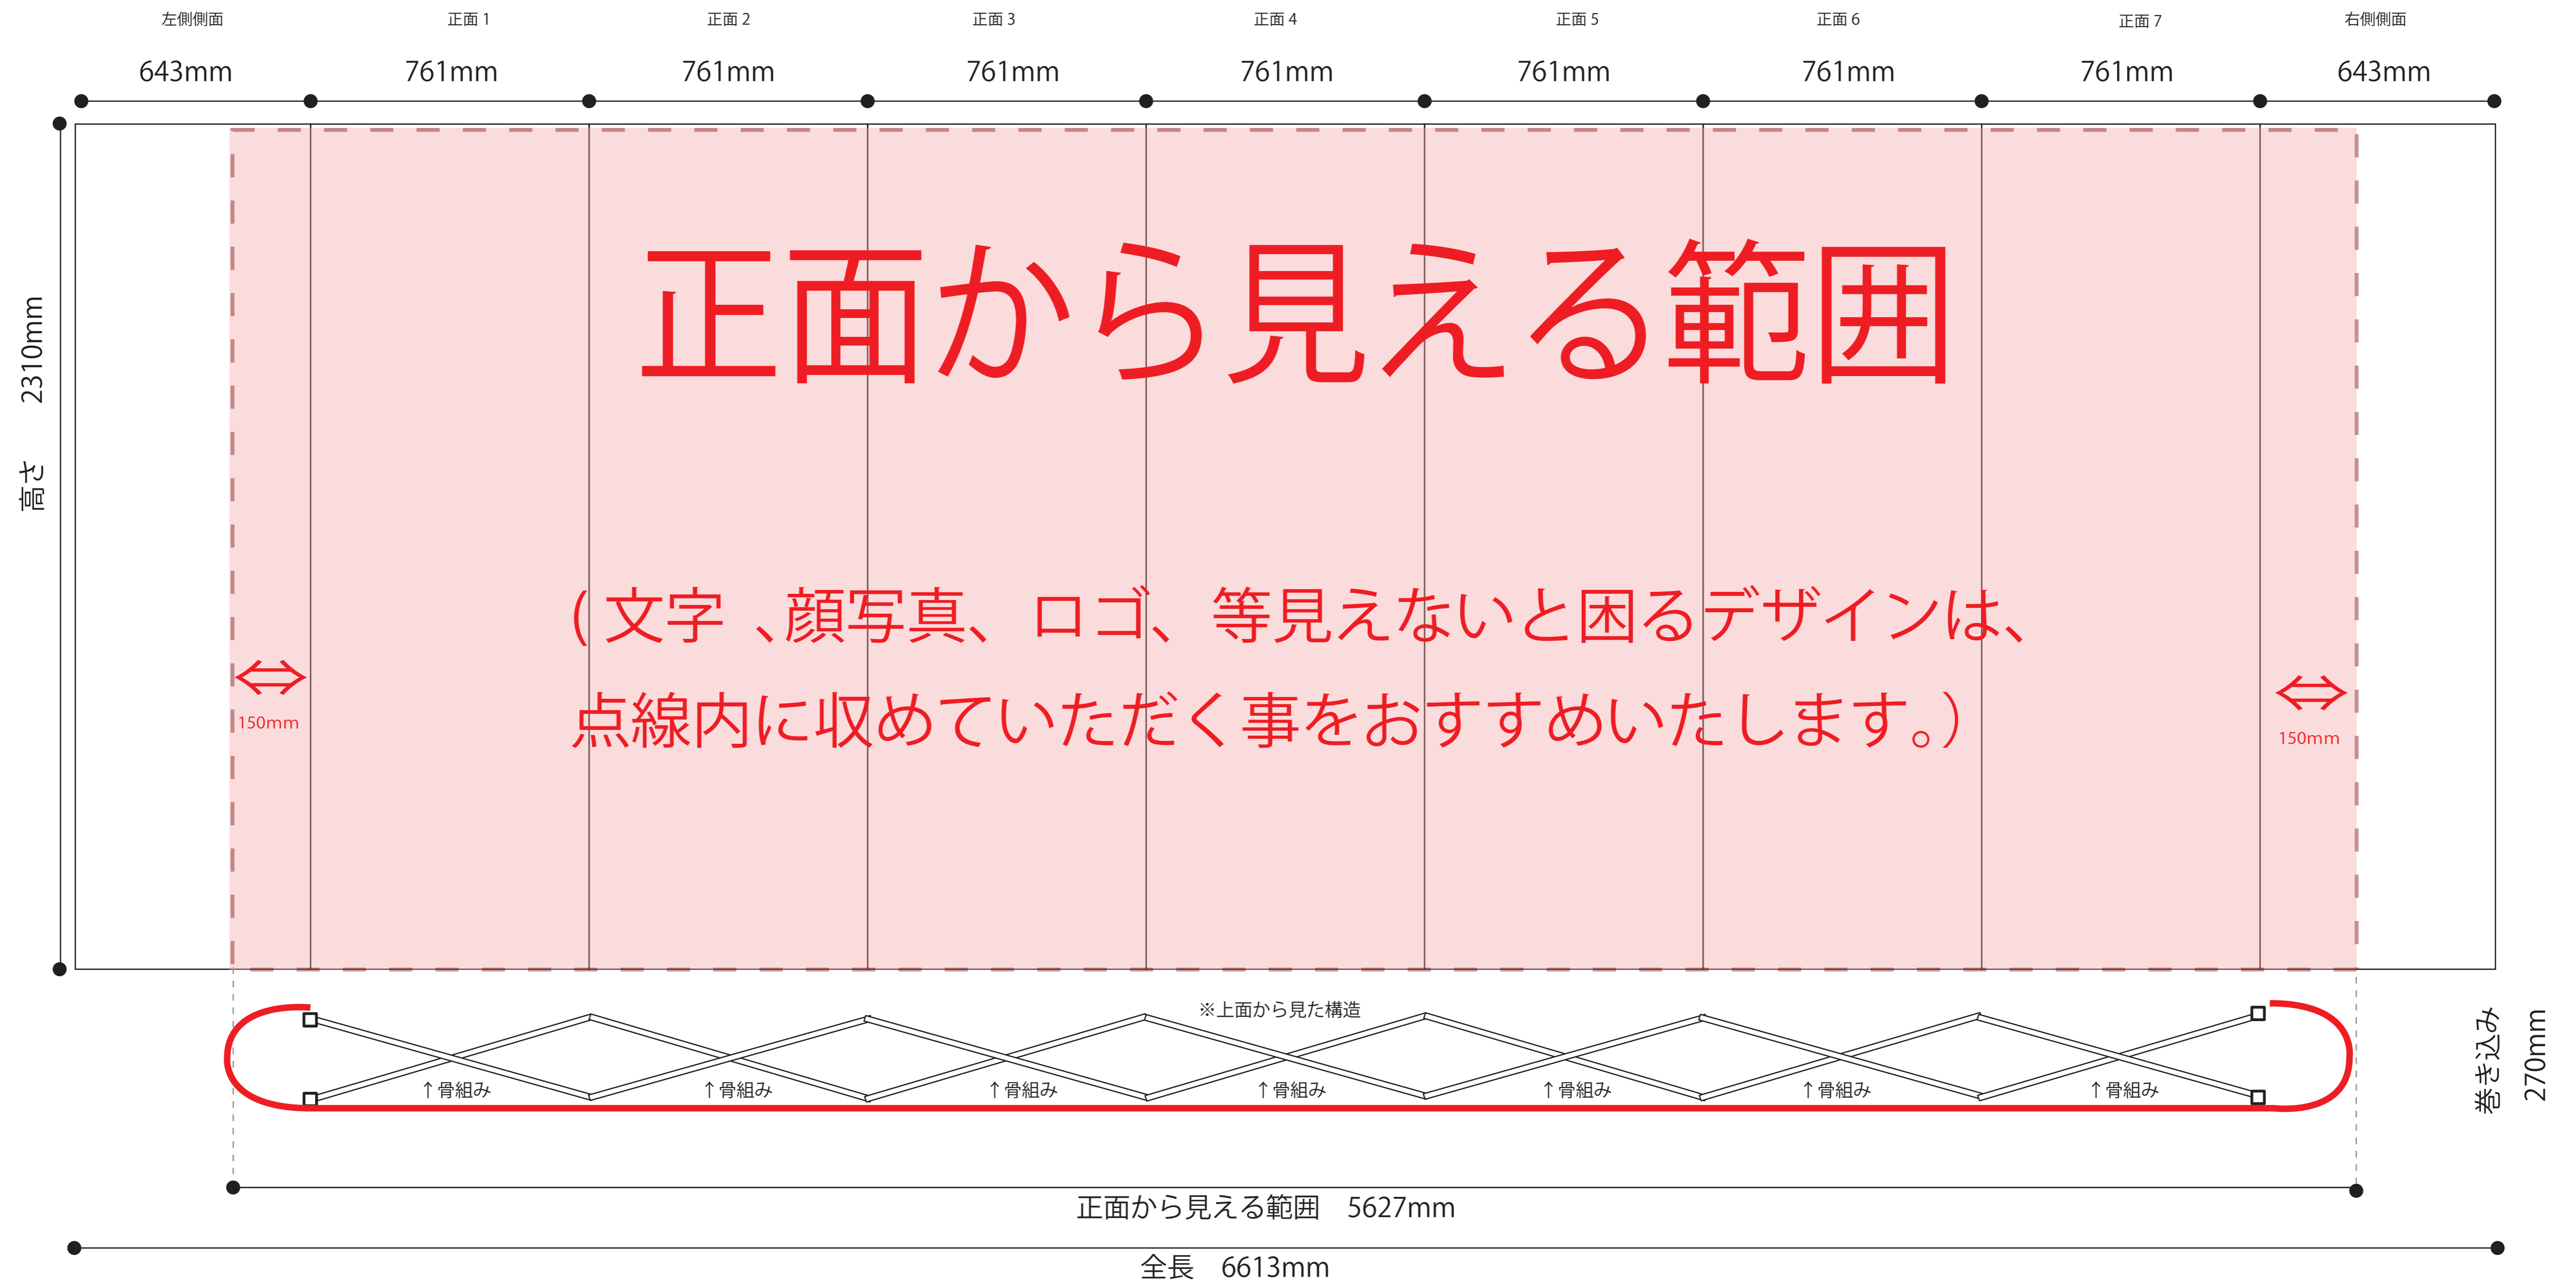 左側側面 正面 1 正面 2 正面 3 正面 4 正面 5 正面 6 正面 7 右側側面
643mm 761mm 761mm 761mm 761mm 761mm 761mm 761mm 643mm
高さ 2310mm
正面から見える範囲
( 文字 、顔写真、ロゴ、等見えないと困るデザインは、
点線内に収めていただく事をおすすめいたします。)
150mm
150mm
※上面から見た構造
↑骨組み ↑骨組み ↑骨組み ↑骨組み ↑骨組み ↑骨組み ↑骨組み
巻き込み
270mm
正面から見える範囲 5627mm
全長 6613mm